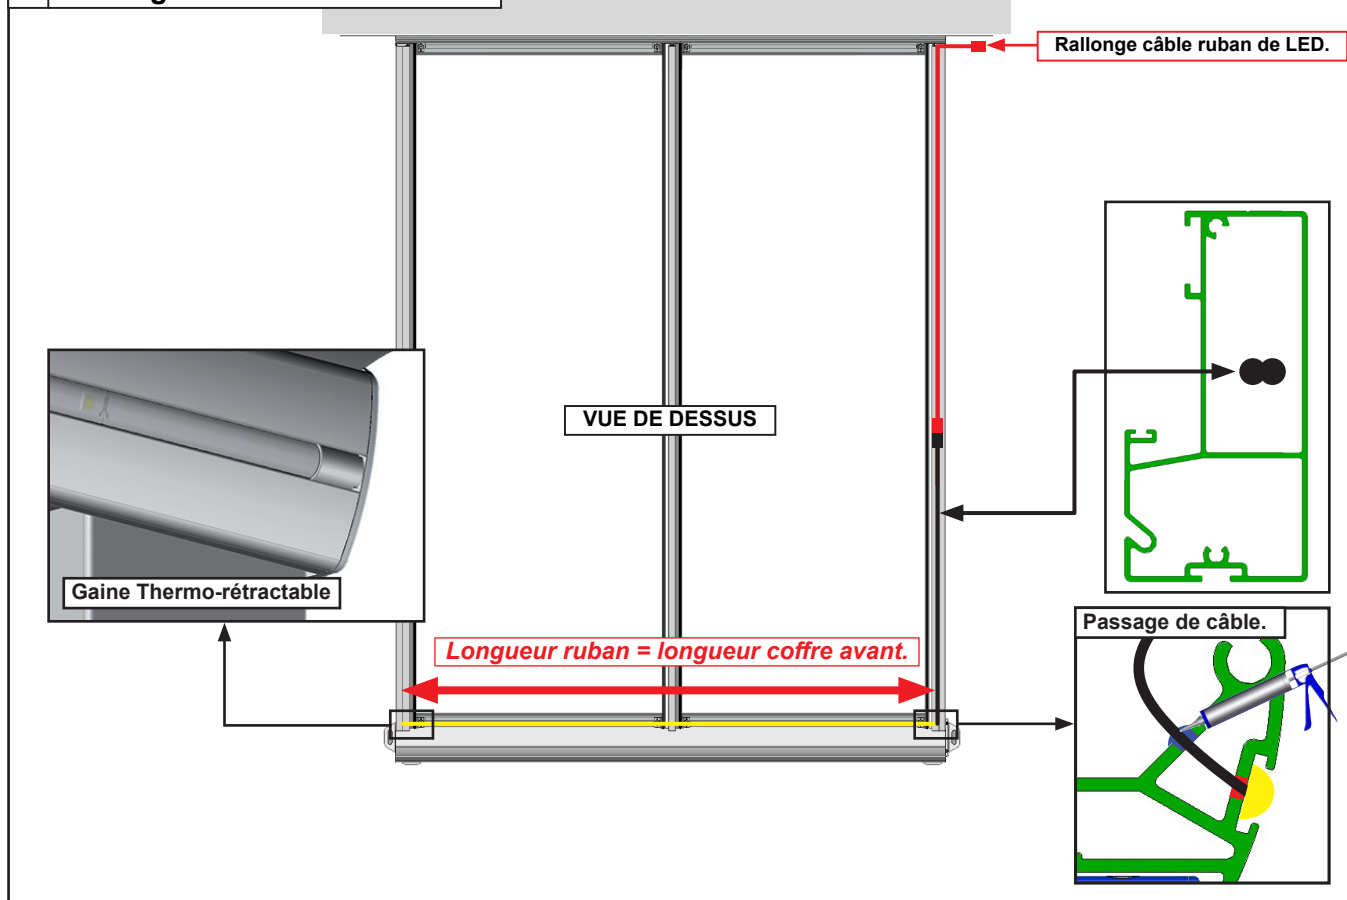 Rallonge câble ruban de LED.
VUE DE DESSUS
Gaine Thermo-rétractable
Passage de câble.
Longueur ruban = longueur coffre avant.